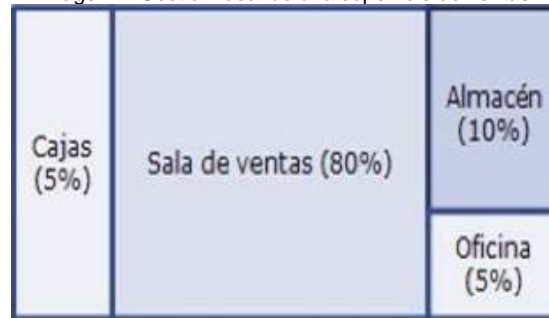 Cajas
(5%)
Sala de ventas (80%)
Almacén
(10%)
Oficina
(5%)